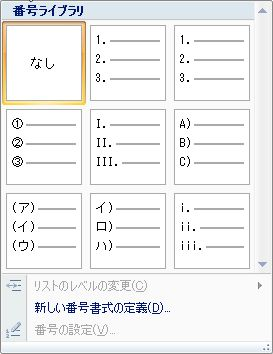 番号ライブラリ
なし
1.
2.
3.
1.
2.
3.
①
②
③
I.
II.
III.
A)
B)
C)
(ア)
(イ)
(ウ)
イ)
ロ)
ハ)
i.
ii.
iii.
リストのレベルの変更(C)
新しい番号書式の定義(D)...
番号の設定(V)...